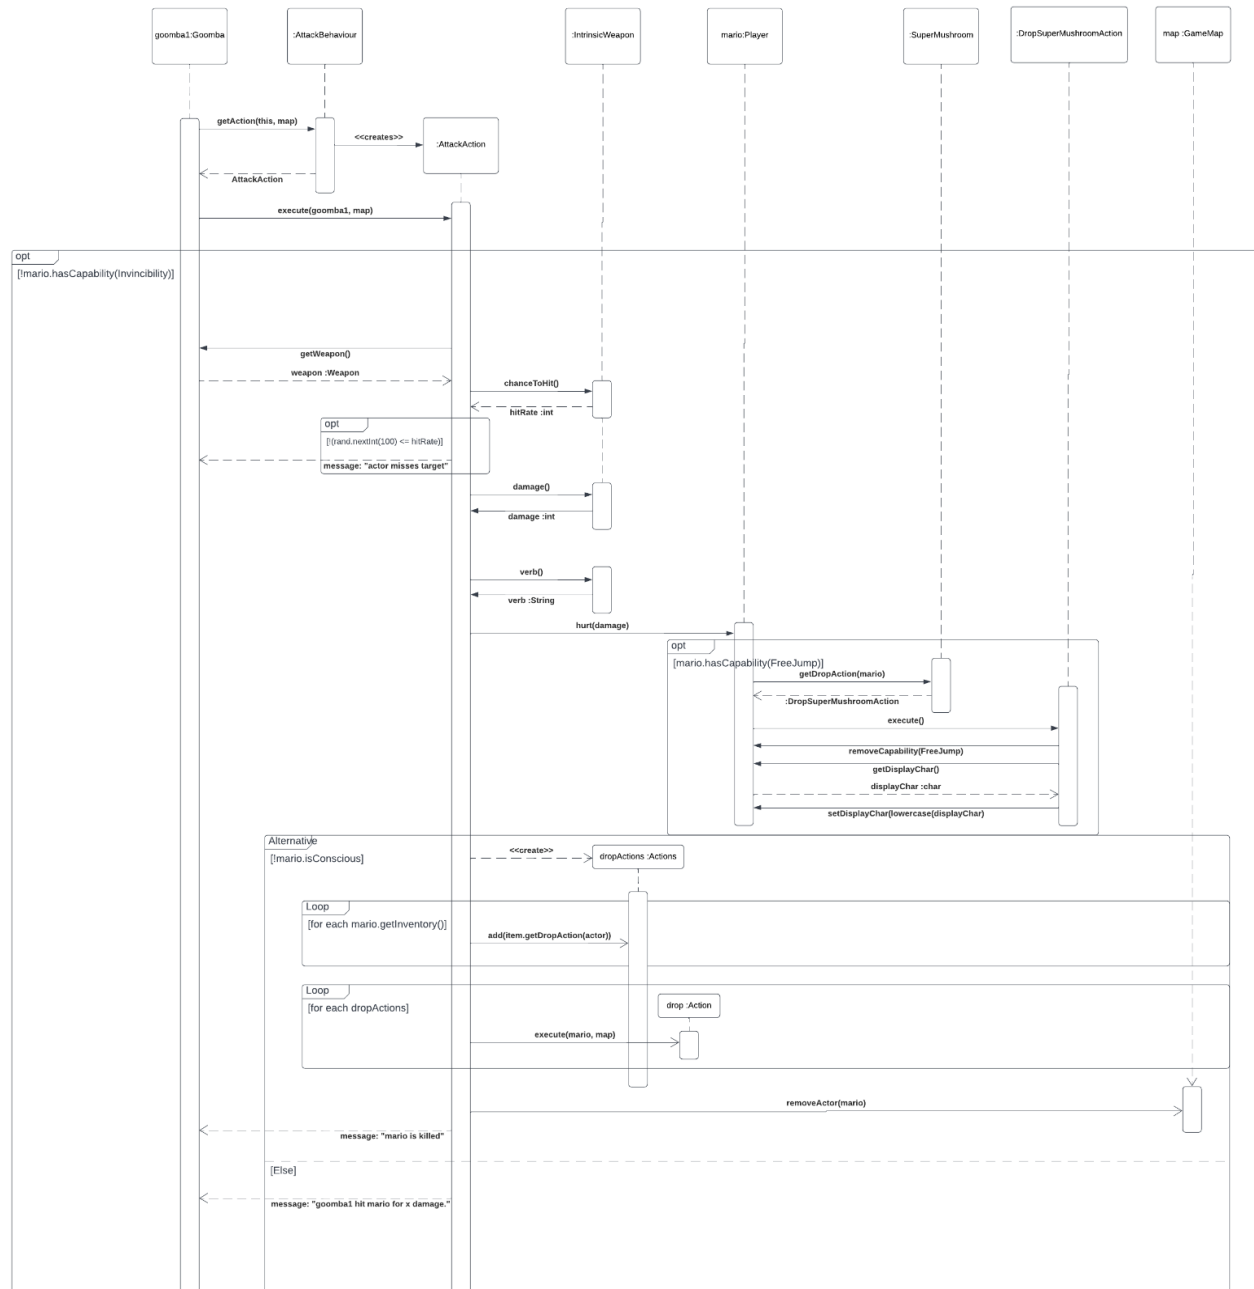 goomba1:Goomba
:AttackBehaviour
:IntrinsicWeapon
mario:Player
:SuperMushroom
:DropSuperMushroomAction
map :GameMap
getAction(this, map)
<<creates>>
:AttackAction
AttackAction
execute(goomba1, map)
opt
[!mario.hasCapability(Invincibility)]
getWeapon()
weapon :Weapon
chanceToHit()
hitRate :int
opt
[!(rand.nextInt(100) <= hitRate)]
message: "actor misses target"
damage()
damage :int
verb()
verb :String
hurt(damage)
opt
[mario.hasCapability(FreeJump)]
getDropAction(mario)
:DropSuperMushroomAction
execute()
removeCapability(FreeJump)
getDisplayChar()
displayChar :char
setDisplayChar(lowercase(displayChar)
Alternative
[!mario.isConscious]
<<create>>
dropActions :Actions
Loop
[for each mario.getInventory()]
add(item.getDropAction(actor))
Loop
[for each dropActions]
drop :Action
execute(mario, map)
removeActor(mario)
message: "mario is killed"
[Else]
message: "goomba1 hit mario for x damage."